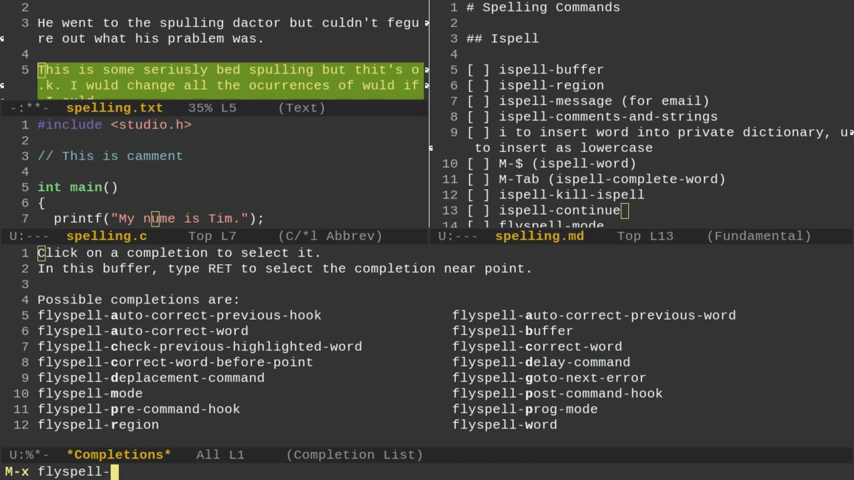 2
3 He went to the spulling dactor but culdn't fegu
re out what his prablem was.
4
5 This is some seriusly bed spulling but thit's o
.k. I wuld change all the ocurrences of wuld if
-:**- spelling.txt 35% L5 (Text)
1 #include <studio.h>
2
3 // This is camment
4
5 int main()
6 {
7 printf("My nume is Tim.");
U:--- spelling.c Top L7 (C/*l Abbrev)
1 # Spelling Commands
2
3 ## Ispell
4
5 [ ] ispell-buffer
6 [ ] ispell-region
7 [ ] ispell-message (for email)
8 [ ] ispell-comments-and-strings
9 [ ] i to insert word into private dictionary, u
to insert as lowercase
10 [ ] M-$ (ispell-word)
11 [ ] M-Tab (ispell-complete-word)
12 [ ] ispell-kill-ispell
13 [ ] ispell-continue
14 [ ] flyspell-mode
U:--- spelling.md Top L13 (Fundamental)
1 Click on a completion to select it.
2 In this buffer, type RET to select the completion near point.
3
4 Possible completions are:
5 flyspell-auto-correct-previous-hook flyspell-auto-correct-previous-word
6 flyspell-auto-correct-word flyspell-buffer
7 flyspell-check-previous-highlighted-word flyspell-correct-word
8 flyspell-correct-word-before-point flyspell-delay-command
9 flyspell-deplacement-command flyspell-goto-next-error
10 flyspell-mode flyspell-post-command-hook
11 flyspell-pre-command-hook flyspell-prog-mode
12 flyspell-region flyspell-word
U:%*- *Completions* All L1 (Completion List)
M-x flyspell-